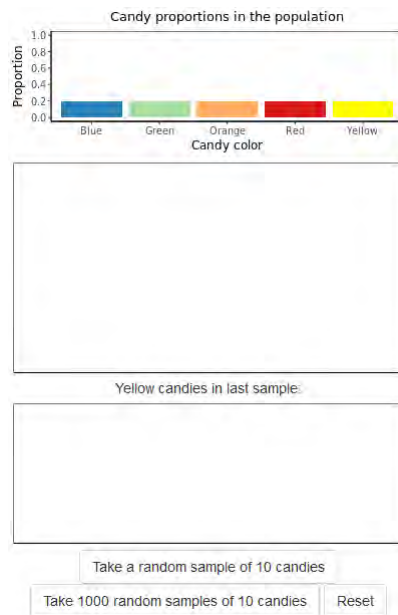 Candy proportions in the population
Proportion
1.0
0.8
0.6
0.4
0.2
0.0
Blue Green Orange Red Yellow
Candy color
Yellow candies in last sample:
Take a random sample of 10 candies
Take 1000 random samples of 10 candies Reset